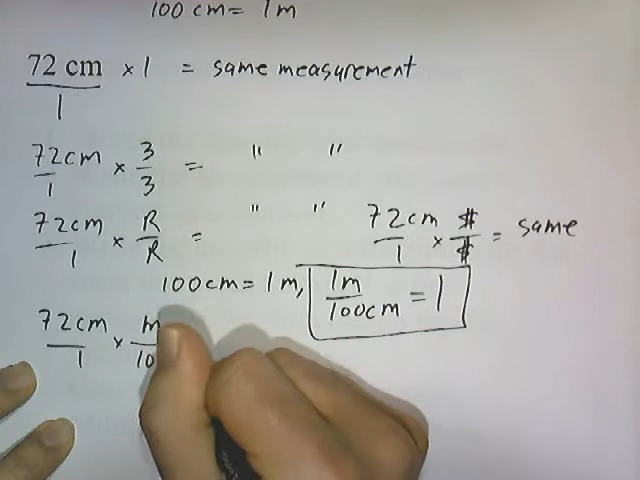 100 cm = 1m
72 cm/1 × 1 = same measurement
72cm/1 × 3/3 = " "
72cm/1 × R/R = " " 72cm/1 × $/$ = same
100cm = 1m, 1m/100cm = 1
72cm/1 × m/10